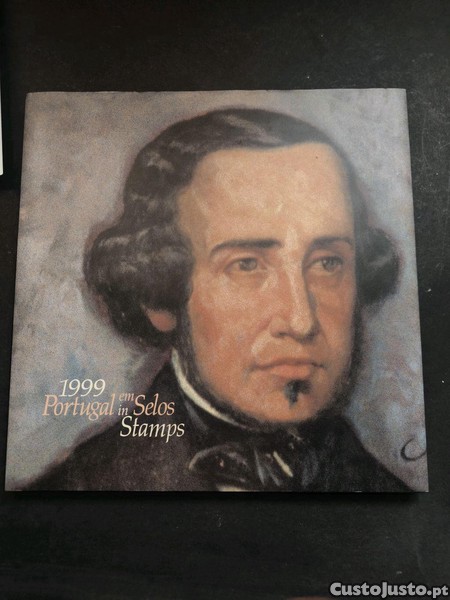 1999
Portugal em in Selos
Stamps
CustoJusto.pt